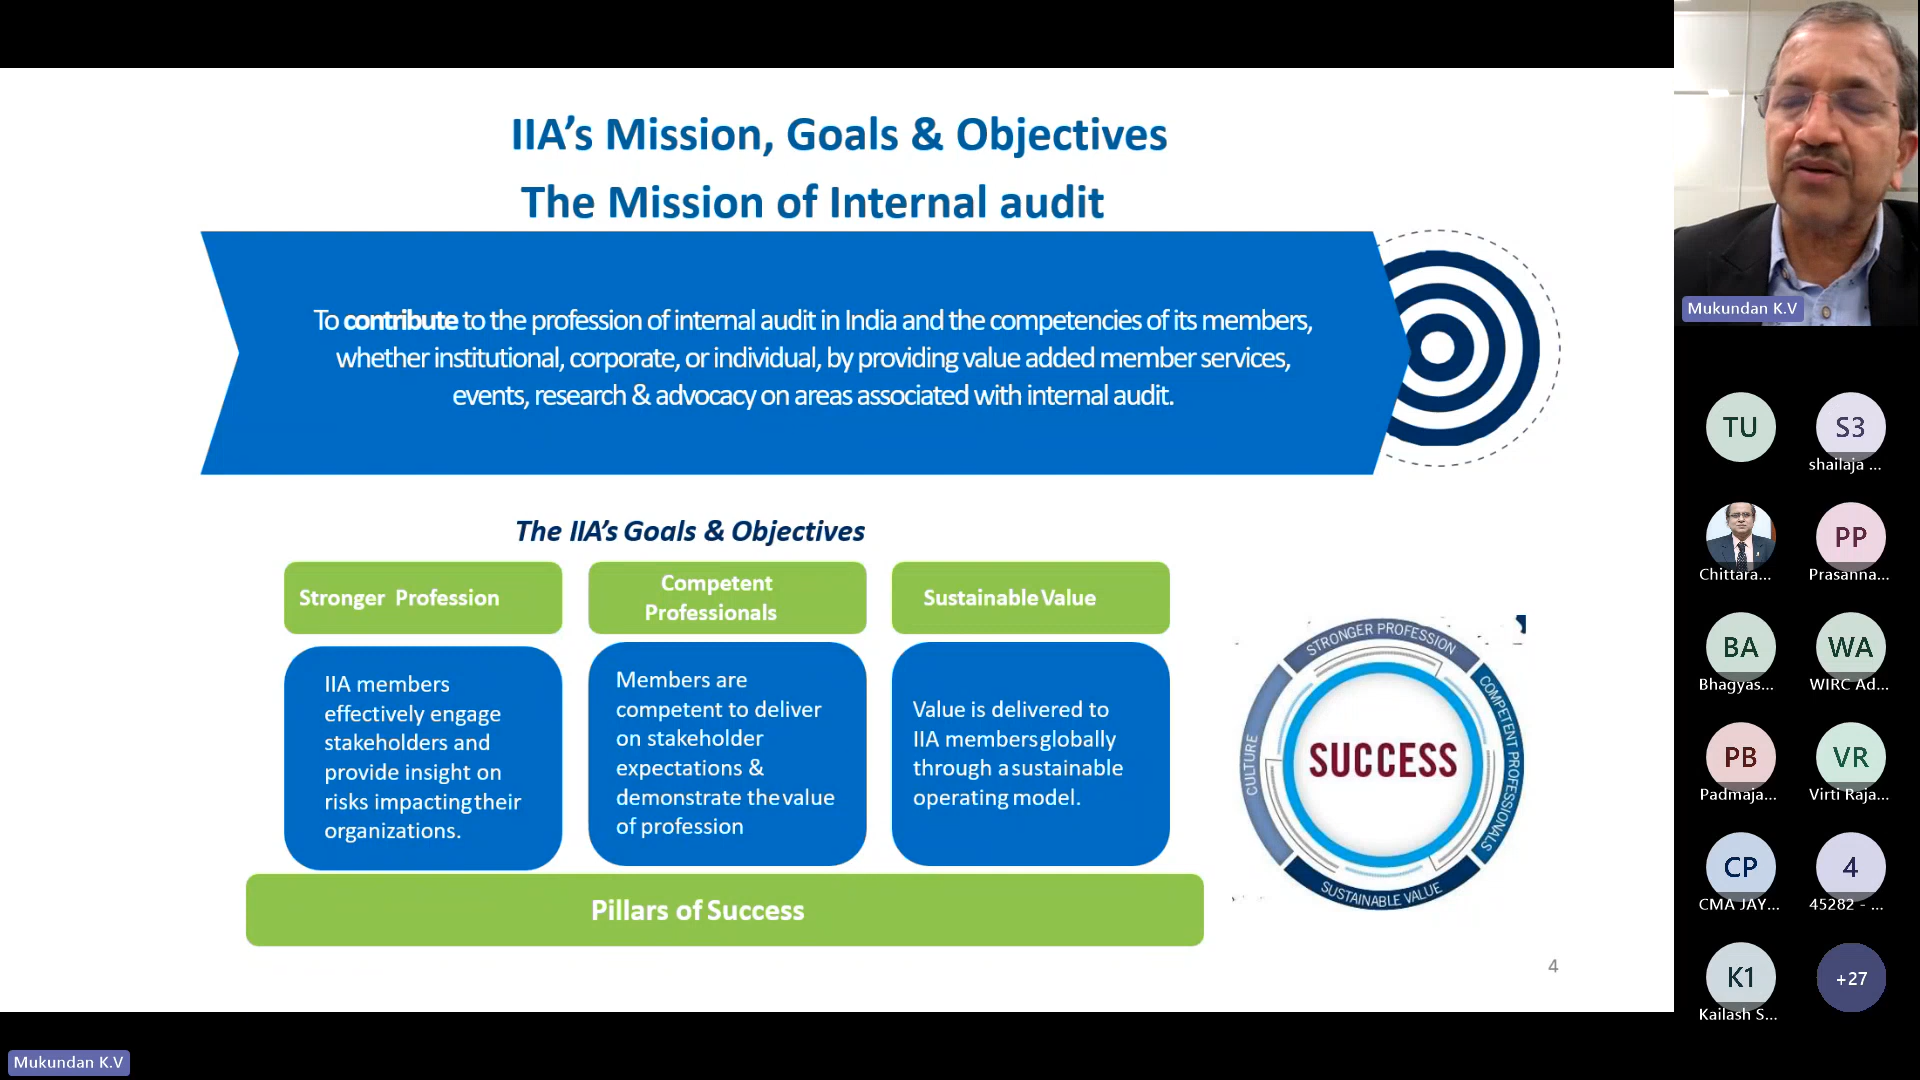 IIA’s Mission, Goals & Objectives
The Mission of Internal audit
To contribute to the profession of internal audit in India and the competencies of its members,
whether institutional, corporate, or individual, by providing value added member services,
events, research & advocacy on areas associated with internal audit.
The IIA’s Goals & Objectives
Stronger Profession
Competent
Professionals
Sustainable Value
IIA members
effectively engage
stakeholders and
provide insight on
risks impacting their
organizations.
Members are
competent to deliver
on stakeholder
expectations &
demonstrate the value
of profession
Value is delivered to
IIA members globally
through a sustainable
operating model.
Pillars of Success
STRONGER PROFESSION
COMPETENT PROFESSIONALS
SUSTAINABLE VALUE
CULTURE
SUCCESS
4
Mukundan K.V
TU
S3
shailaja ...
Chittara...
PP
Prasanna...
BA
Bhagyas...
WA
WIRC Ad...
PB
Padmaja...
VR
Virti Raja...
CP
CMA JAY...
4
45282 - ...
K1
Kailash S...
+27
Mukundan K.V